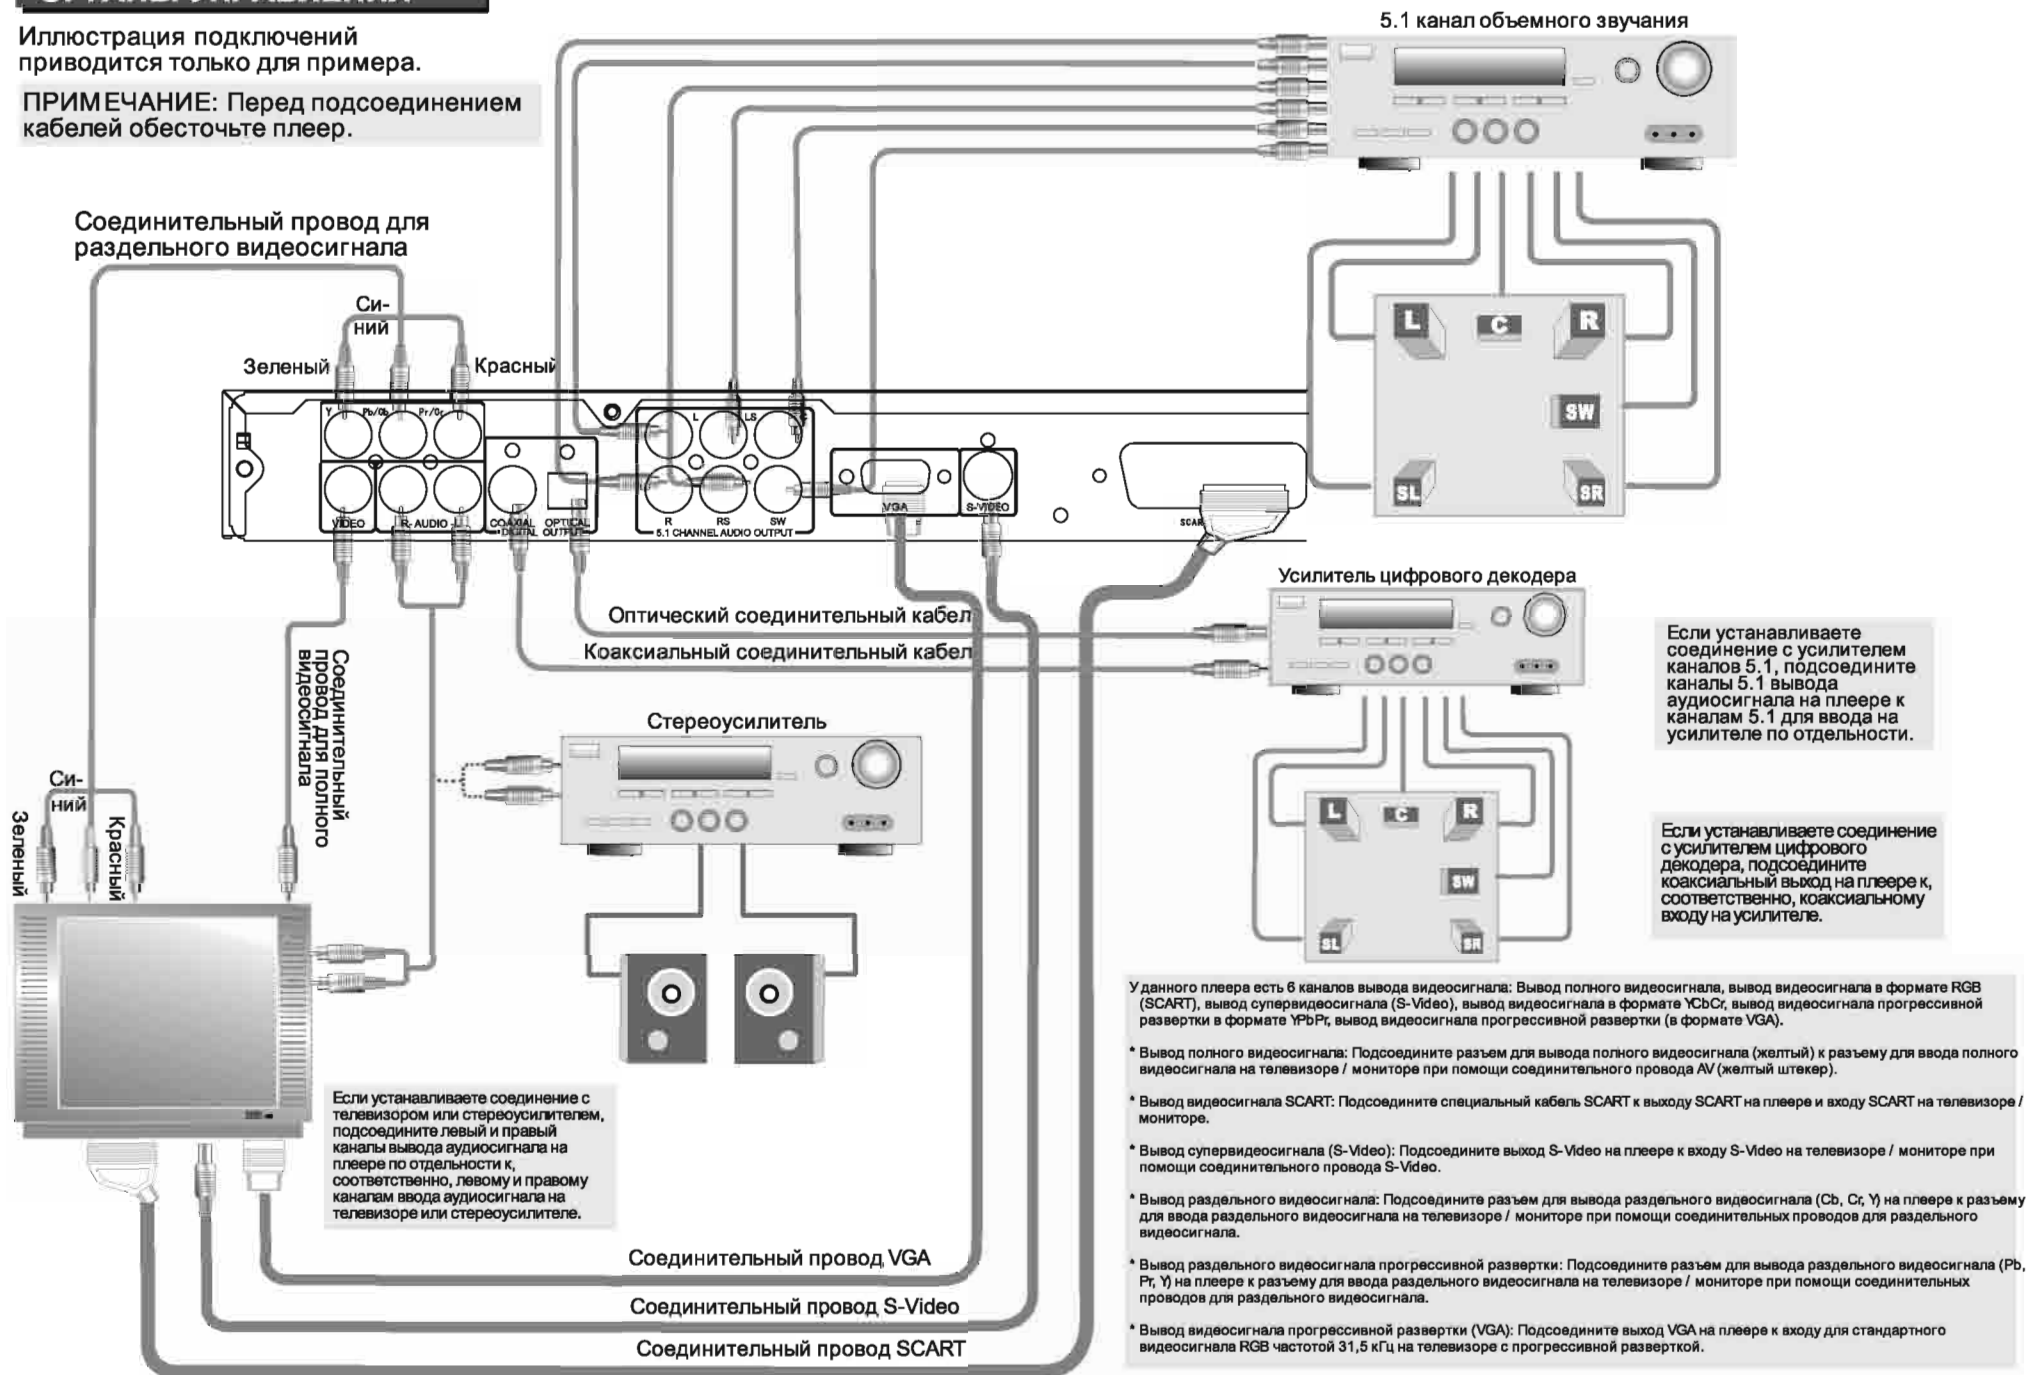 Иллюстрация подключений
приводится только для примера.
ПРИМЕЧАНИЕ: Перед подсоединением
кабелей обесточьте плеер.
5.1 канал объемного звучания
Соединительный провод для
раздельного видеосигнала
Си-
ний
Зеленый
Красный
L
C
R
SW
SL
SR
Y
Pb/Cb
Pr/Cr
L
LS
C
VIDEO
R- AUDIO -L
COAXIAL
OPTICAL
DIGITAL OUTPUT
R
RS
SW
5.1 CHANNEL AUDIO OUTPUT
VGA
S-VIDEO
SCAR
Усилитель цифрового декодера
Оптический соединительный кабел
Коаксиальный соединительный кабел
Соединительный
провод для полного
видеосигнала
Если устанавливаете
соединение с усилителем
каналов 5.1, подсоедините
каналы 5.1 вывода
аудиосигнала на плеере к
каналам 5.1 для ввода на
усилителе по отдельности.
Стереоусилитель
Си-
ний
Зеленый
Красный
L
C
R
SW
SL
SR
Если устанавливаете соединение
с усилителем цифрового
декодера, подсоедините
коаксиальный выход на плеере к,
соответственно, коаксиальному
входу на усилителе.
Если устанавливаете соединение с
телевизором или стереоусилителем,
подсоедините левый и правый
каналы вывода аудиосигнала на
плеере по отдельности к,
соответственно, левому и правому
каналам ввода аудиосигнала на
телевизоре или стереоусилителе.
У данного плеера есть 6 каналов вывода видеосигнала: Вывод полного видеосигнала, вывод видеосигнала в формате RGB
(SCART), вывод супервидеосигнала (S-Video), вывод видеосигнала в формате YCbCr, вывод видеосигнала прогрессивной
развертки в формате YPbPr, вывод видеосигнала прогрессивной развертки (в формате VGA).
* Вывод полного видеосигнала: Подсоедините разъем для вывода полного видеосигнала (желтый) к разъему для ввода полного
видеосигнала на телевизоре / мониторе при помощи соединительного провода AV (желтый штекер).
* Вывод видеосигнала SCART: Подсоедините специальный кабель SCART к выходу SCART на плеере и входу SCART на телевизоре /
мониторе.
* Вывод супервидеосигнала (S-Video): Подсоедините выход S-Video на плеере к входу S-Video на телевизоре / мониторе при
помощи соединительного провода S-Video.
* Вывод раздельного видеосигнала: Подсоедините разъем для вывода раздельного видеосигнала (Cb, Cr, Y) на плеере к разъему
для ввода раздельного видеосигнала на телевизоре / мониторе при помощи соединительных проводов для раздельного
видеосигнала.
* Вывод раздельного видеосигнала прогрессивной развертки: Подсоедините разъем для вывода раздельного видеосигнала (Pb,
Pr, Y) на плеере к разъему для ввода раздельного видеосигнала на телевизоре / мониторе при помощи соединительных
проводов для раздельного видеосигнала.
* Вывод видеосигнала прогрессивной развертки (VGA): Подсоедините выход VGA на плеере к входу для стандартного
видеосигнала RGB частотой 31,5 кГц на телевизоре с прогрессивной разверткой.
Соединительный провод VGA
Соединительный провод S-Video
Соединительный провод SCART